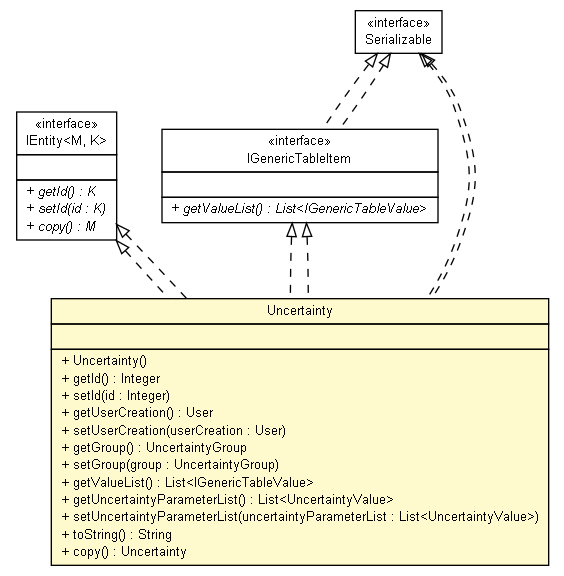 «interface»
Serializable
«interface»
IEntity<M, K>
+ getId() : K
+ setId(id : K)
+ copy() : M
«interface»
IGenericTableItem
+ getValueList() : List<IGenericTableValue>
Uncertainty
+ Uncertainty()
+ getId() : Integer
+ setId(id : Integer)
+ getUserCreation() : User
+ setUserCreation(userCreation : User)
+ getGroup() : UncertaintyGroup
+ setGroup(group : UncertaintyGroup)
+ getValueList() : List<IGenericTableValue>
+ getUncertaintyParameterList() : List<UncertaintyValue>
+ setUncertaintyParameterList(uncertaintyParameterList : List<UncertaintyValue>)
+ toString() : String
+ copy() : Uncertainty